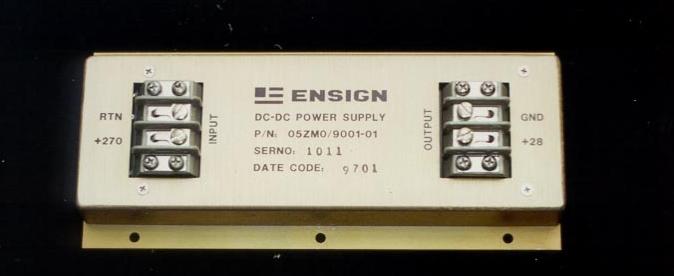 ENSIGN
DC-DC POWER SUPPLY
P/N: 05ZM0/9001-01
SERNO: 1011
DATE CODE: 9701
RTN
+270
INPUT
OUTPUT
GND
+28